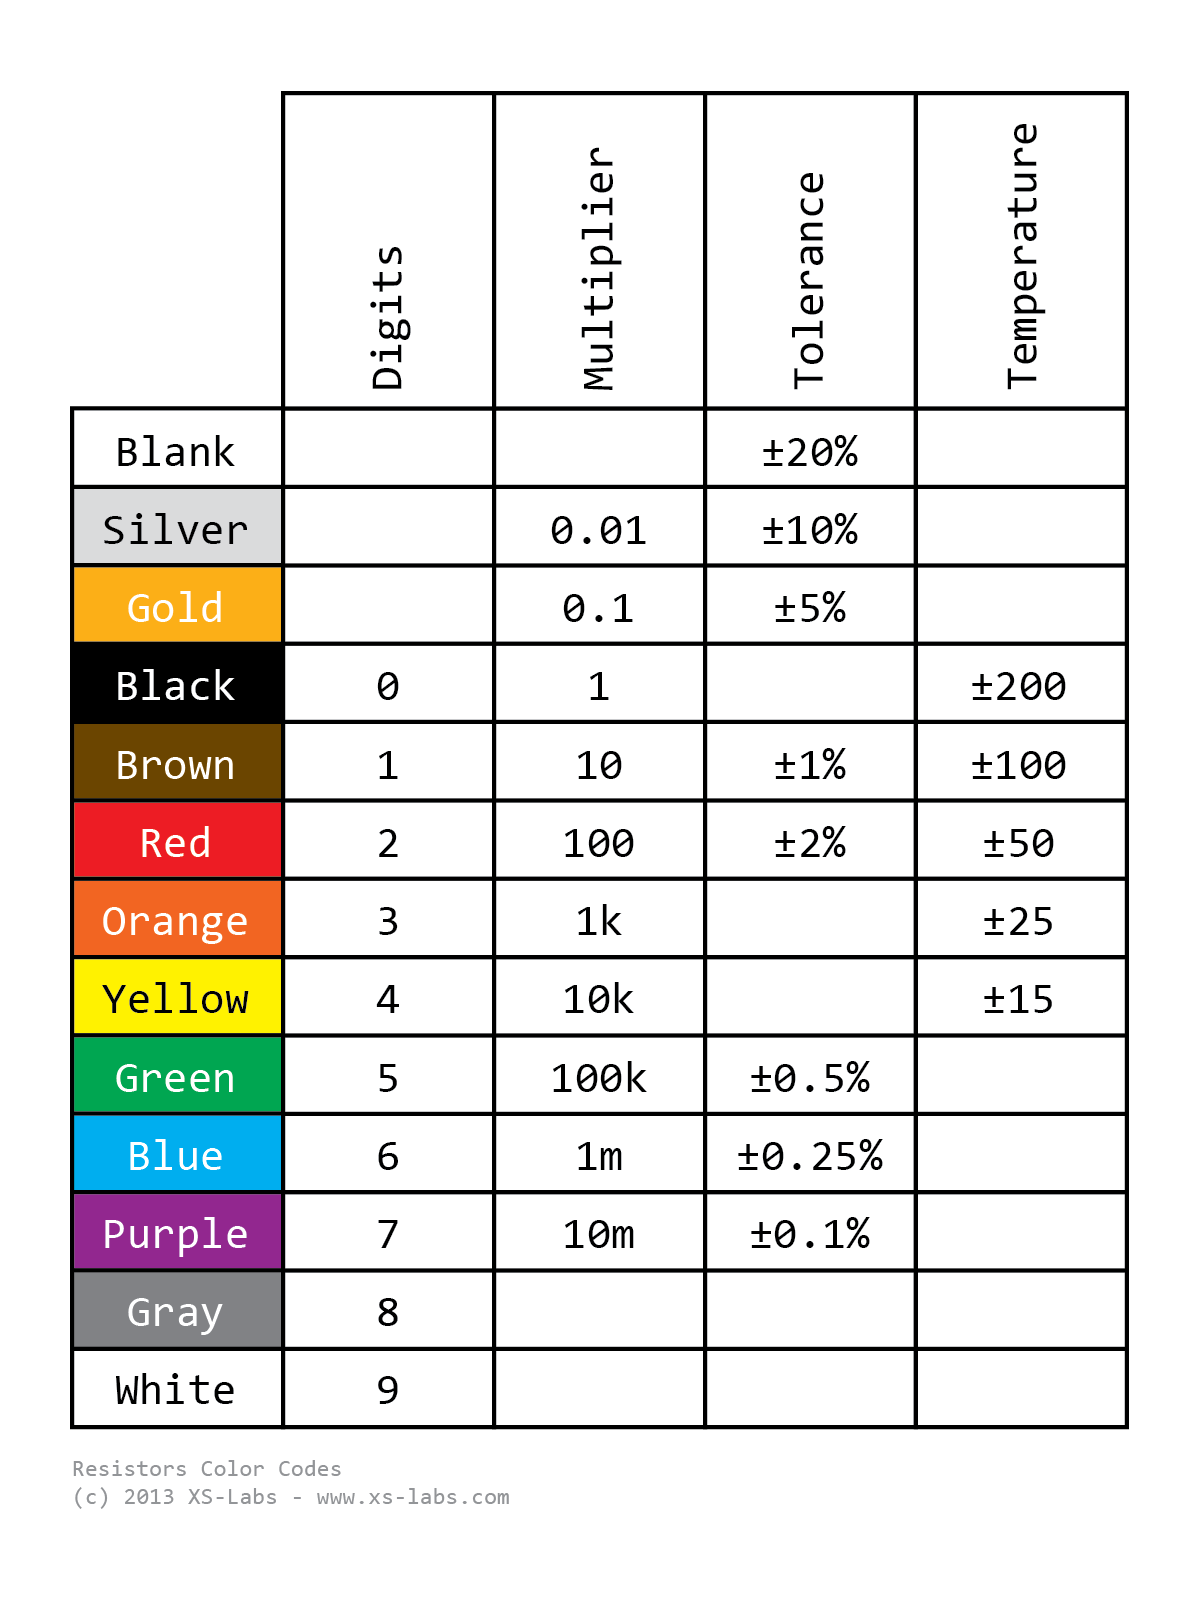 Digits Multiplier Tolerance Temperature
Blank ±20%
Silver 0.01 ±10%
Gold 0.1 ±5%
Black 0 1 ±200
Brown 1 10 ±1% ±100
Red 2 100 ±2% ±50
Orange 3 1k ±25
Yellow 4 10k ±15
Green 5 100k ±0.5%
Blue 6 1m ±0.25%
Purple 7 10m ±0.1%
Gray 8
White 9
Resistors Color Codes
(c) 2013 XS-Labs - www.xs-labs.com